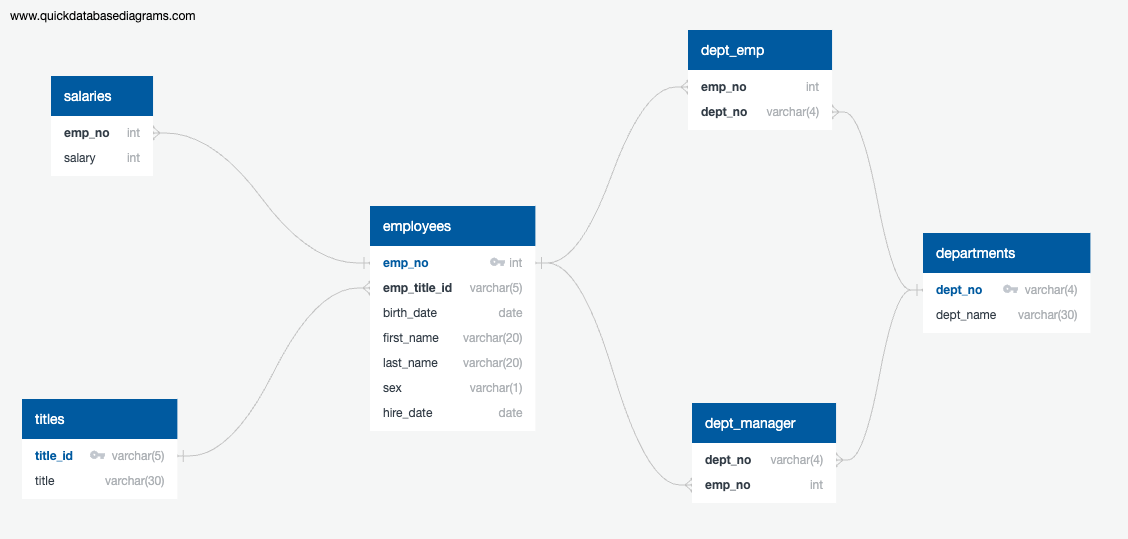 www.quickdatabasediagrams.com
salaries
emp_no int
salary int
titles
title_id varchar(5)
title varchar(30)
employees
emp_no int
emp_title_id varchar(5)
birth_date date
first_name varchar(20)
last_name varchar(20)
sex varchar(1)
hire_date date
dept_emp
emp_no int
dept_no varchar(4)
dept_manager
dept_no varchar(4)
emp_no int
departments
dept_no varchar(4)
dept_name varchar(30)